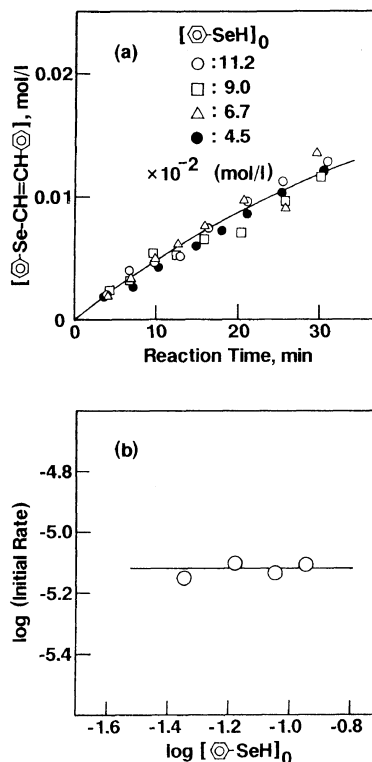 [⌬-SeH]₀
(a)
○ : 11.2
□ : 9.0
△ : 6.7
● : 4.5
×10⁻² (mol/l)
[⌬-Se-CH=CH-⌬], mol/l
0.02
0.01
0
0 10 20 30
Reaction Time, min
(b)
log (Initial Rate)
-4.8
-5.0
-5.2
-5.4
-1.6 -1.4 -1.2 -1.0 -0.8
log [⌬-SeH]₀